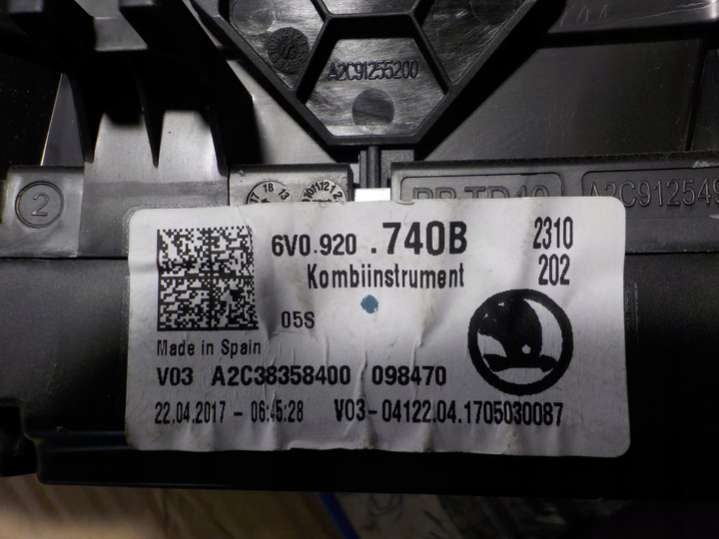 A2C91255200
2
A2C912549
6V0.920 .740B
2310
202
Kombiinstrument
05S
Made in Spain
V03 A2C38358400 098470
22.04.2017 - 06:45:28 V03-04122.04.1705030087